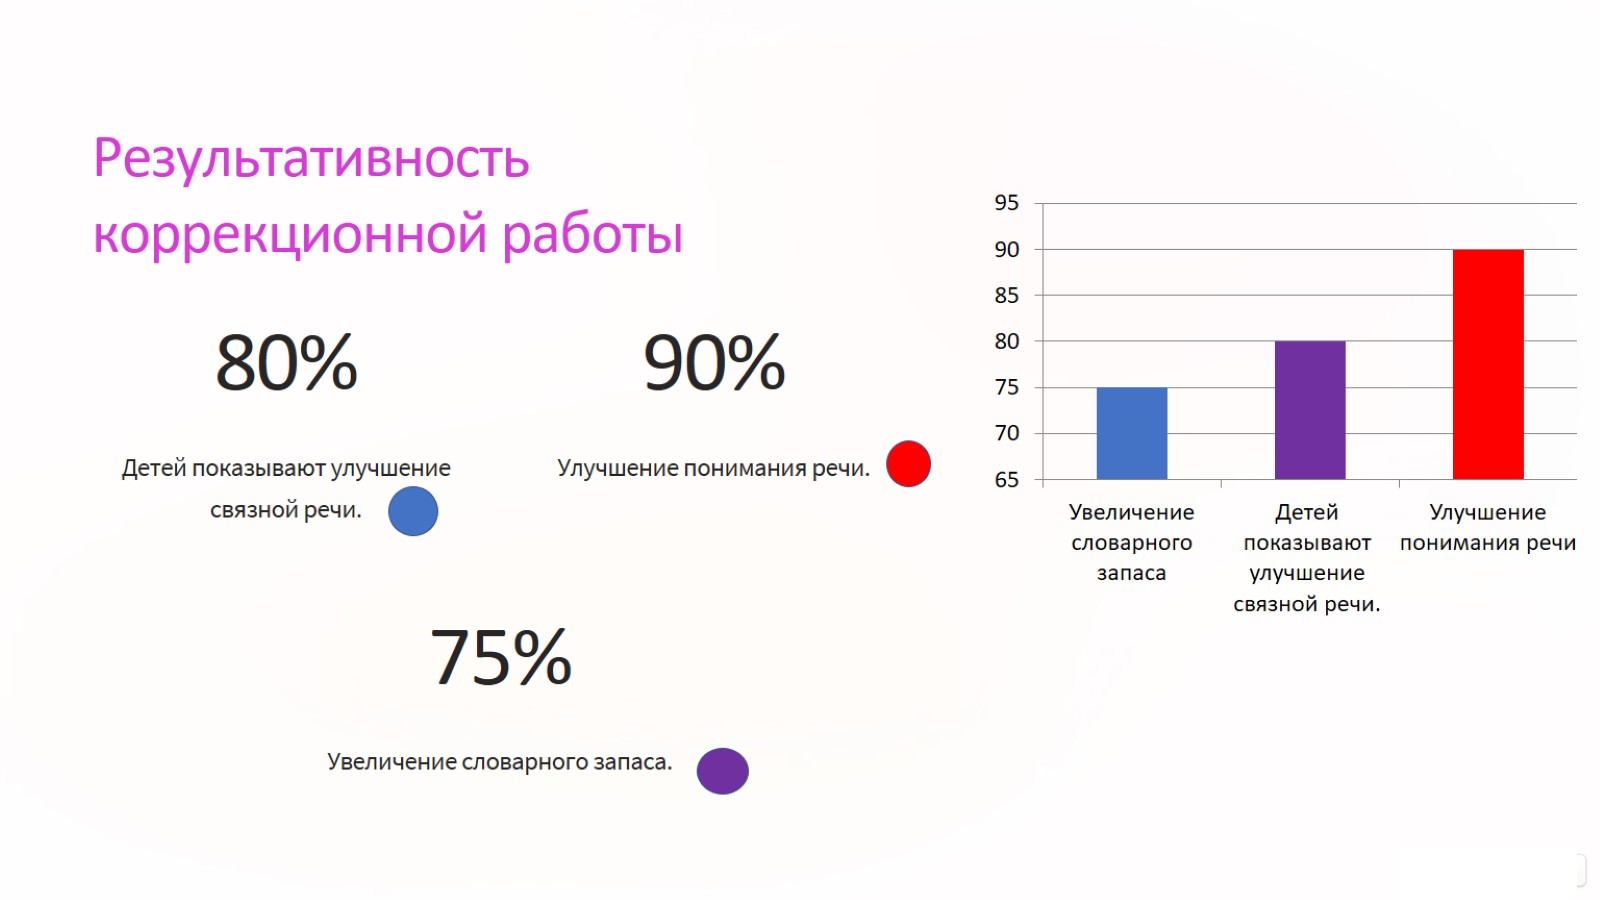 Результативность
коррекционной работы
80%
Детей показывают улучшение
связной речи.
90%
Улучшение понимания речи.
75%
Увеличение словарного запаса.
95
90
85
80
75
70
65
Увеличение
словарного
запаса
Детей
показывают
улучшение
связной речи.
Улучшение
понимания речи